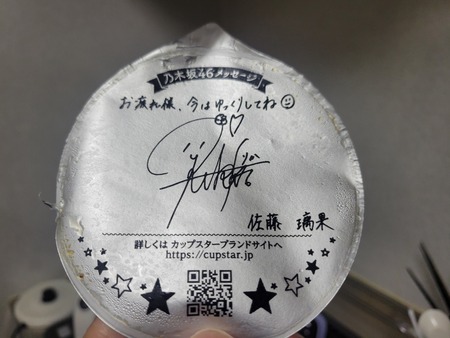 乃木坂46メッセージ
お疲れ様、今はゆっくりしてね
佐藤 璃果
詳しくは カップスターブランドサイトへ
https://cupstar.jp